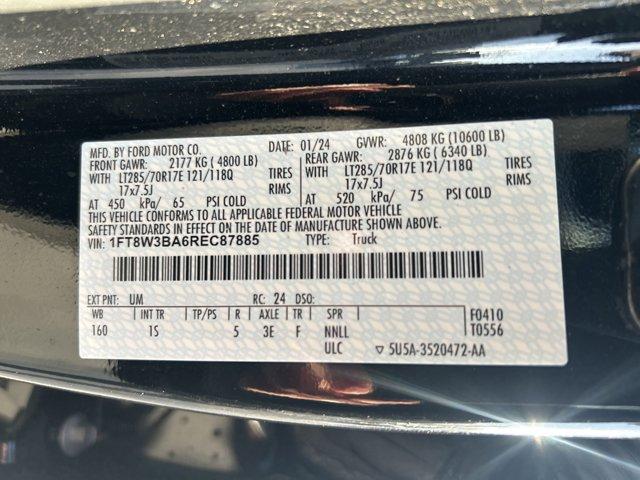 MFD. BY FORD MOTOR CO. DATE: 01/24 GVWR: 4808 KG (10600 LB)
FRONT GAWR: 2177 KG (4800 LB) REAR GAWR: 2876 KG (6340 LB)
WITH LT285/70R17E 121/118Q TIRES WITH LT285/70R17E 121/118Q TIRES
17x7.5J RIMS 17x7.5J RIMS
AT 450 kPa/ 65 PSI COLD AT 520 kPa/ 75 PSI COLD
THIS VEHICLE CONFORMS TO ALL APPLICABLE FEDERAL MOTOR VEHICLE
SAFETY STANDARDS IN EFFECT ON THE DATE OF MANUFACTURE SHOWN ABOVE.
VIN: 1FT8W3BA6REC87885 TYPE: Truck
EXT PNT: UM RC: 24 DSO:
WB INT TR TP/PS R AXLE TR SPR F0410
160 1S 5 3E F NNLL T0556
ULC ▽ 5U5A-3520472-AA